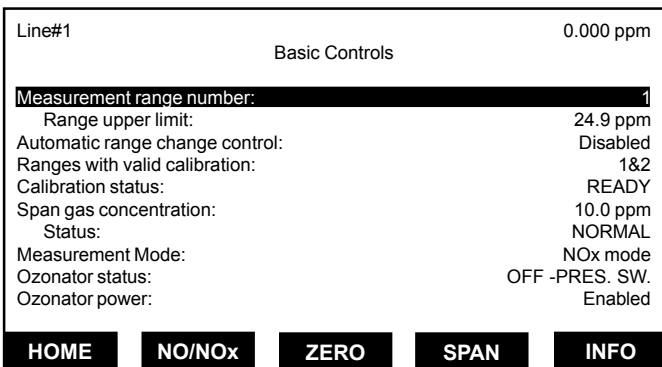 Line#1 0.000 ppm
Basic Controls
Measurement range number: 1
Range upper limit: 24.9 ppm
Automatic range change control: Disabled
Ranges with valid calibration: 1&2
Calibration status: READY
Span gas concentration: 10.0 ppm
Status: NORMAL
Measurement Mode: NOx mode
Ozonator status: OFF -PRES. SW.
Ozonator power: Enabled
HOME NO/NOx ZERO SPAN INFO